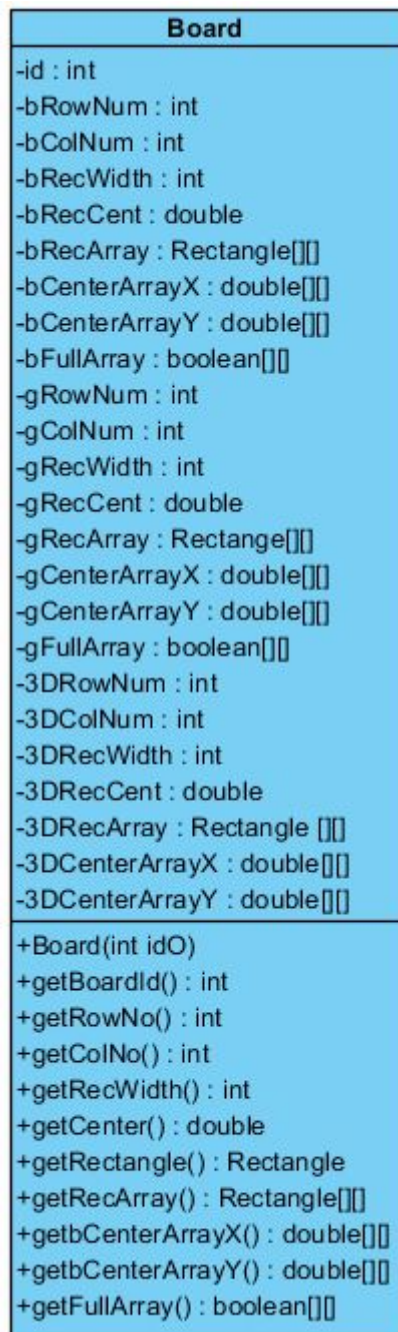 Board
-id : int
-bRowNum : int
-bColNum : int
-bRecWidth : int
-bRecCent : double
-bRecArray : Rectangle[][]
-bCenterArrayX : double[][]
-bCenterArrayY : double[][]
-bFullArray : boolean[][]
-gRowNum : int
-gColNum : int
-gRecWidth : int
-gRecCent : double
-gRecArray : Rectange[][]
-gCenterArrayX : double[][]
-gCenterArrayY : double[][]
-gFullArray : boolean[][]
-3DRowNum : int
-3DColNum : int
-3DRecWidth : int
-3DRecCent : double
-3DRecArray : Rectangle [][]
-3DCenterArrayX : double[][]
-3DCenterArrayY : double[][]
+Board(int idO)
+getBoardId() : int
+getRowNo() : int
+getColNo() : int
+getRecWidth() : int
+getCenter() : double
+getRectangle() : Rectangle
+getRecArray() : Rectangle[][]
+getbCenterArrayX() : double[][]
+getbCenterArrayY() : double[][]
+getFullArray() : boolean[][]